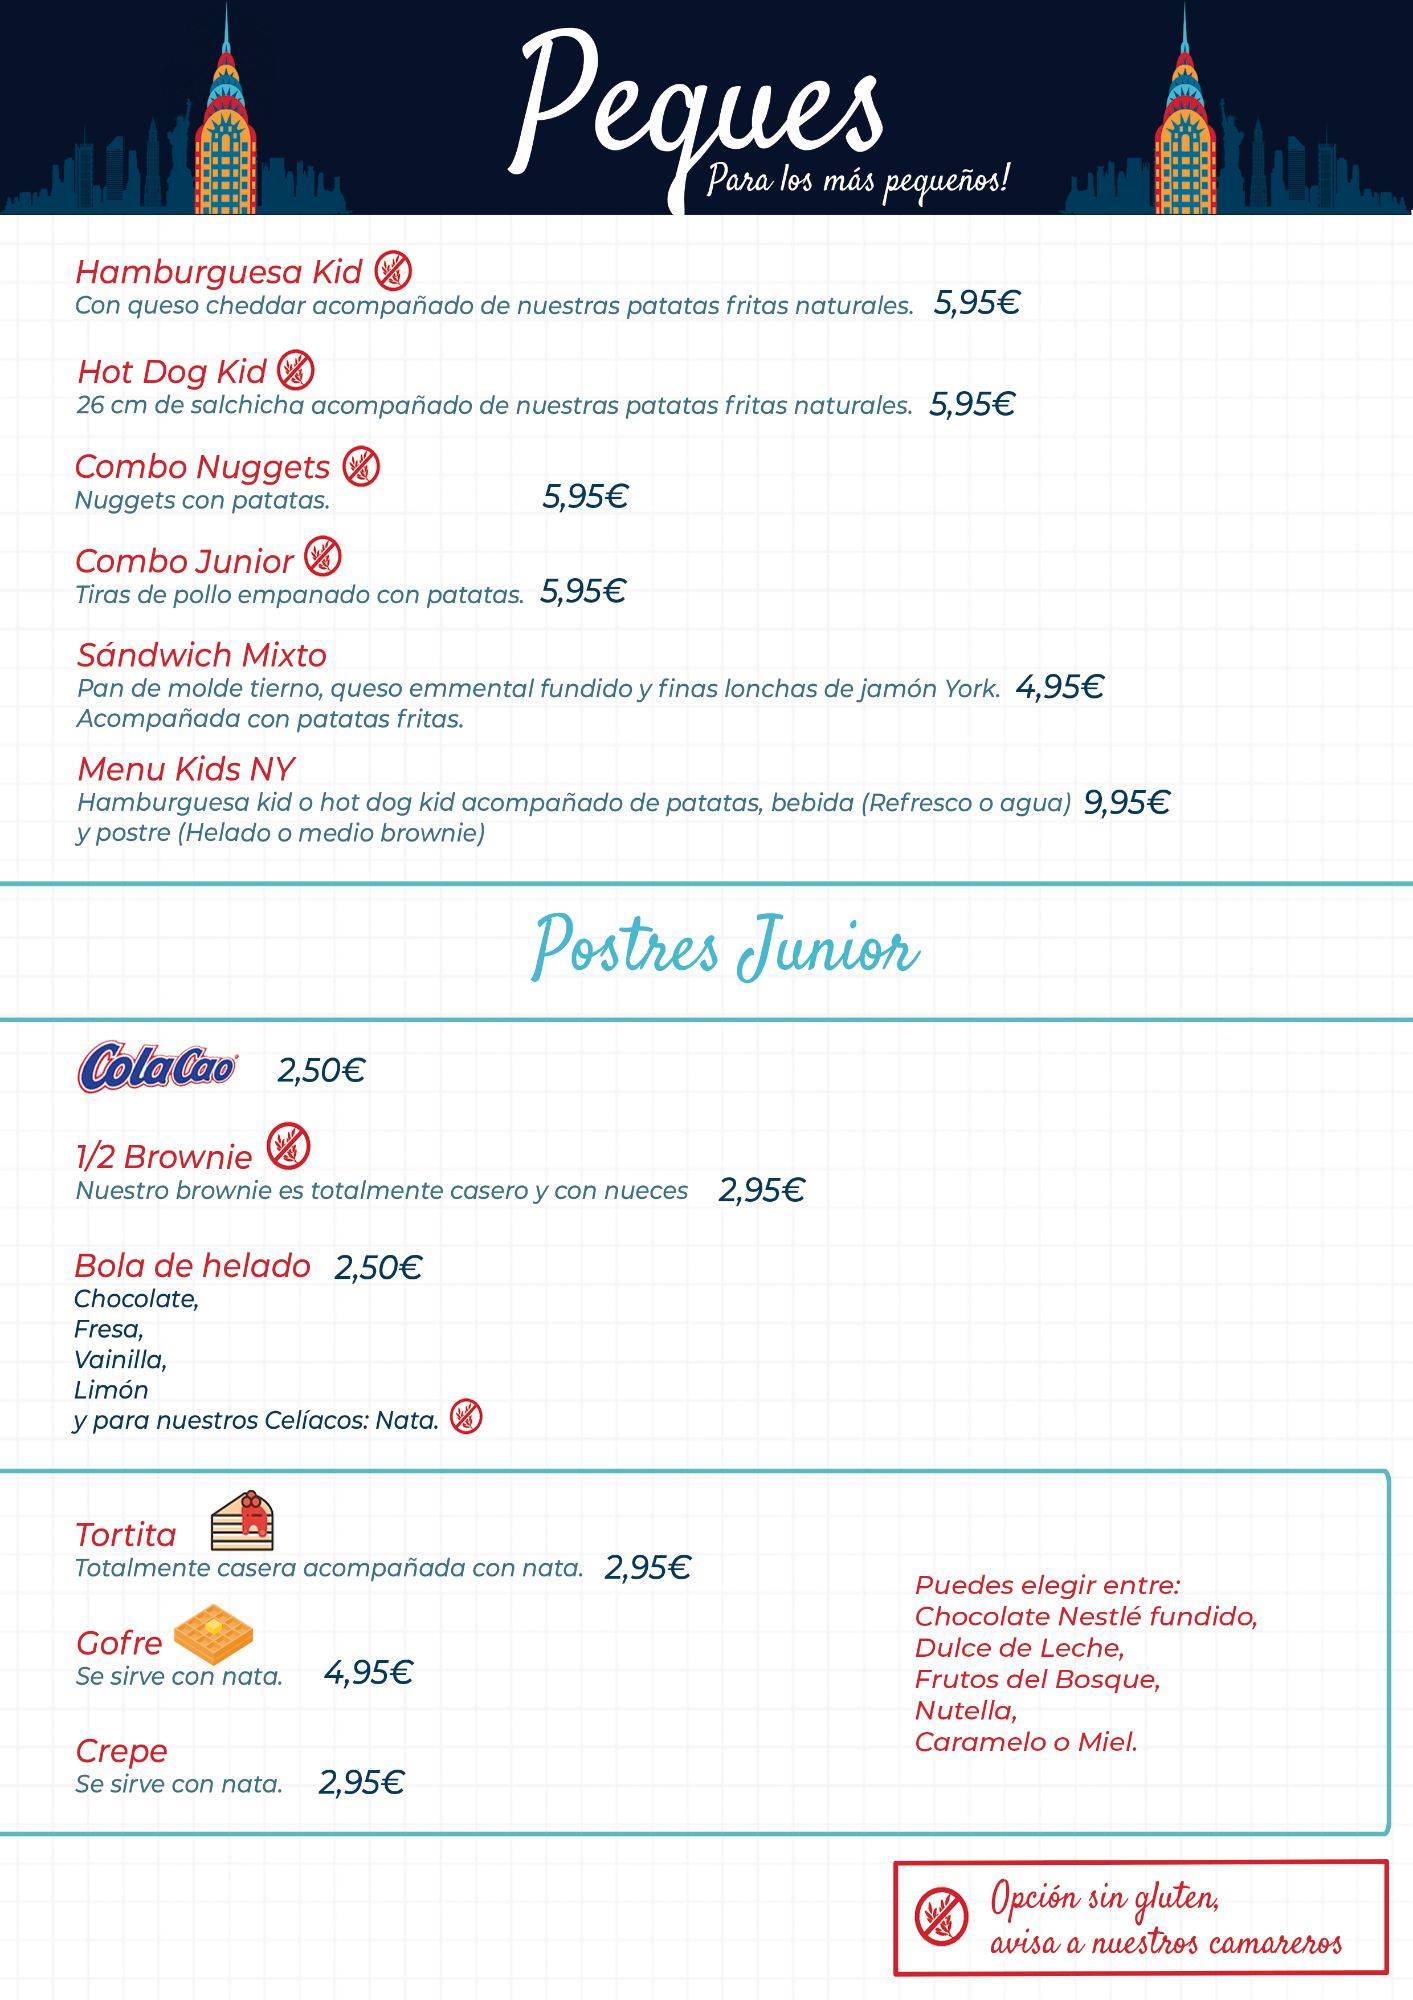 Peques
Para los más pequeños!
Hamburguesa Kid
Con queso cheddar acompañado de nuestras patatas fritas naturales. 5,95€
Hot Dog Kid
26 cm de salchicha acompañado de nuestras patatas fritas naturales. 5,95€
Combo Nuggets
Nuggets con patatas. 5,95€
Combo Junior
Tiras de pollo empanado con patatas. 5,95€
Sándwich Mixto
Pan de molde tierno, queso emmental fundido y finas lonchas de jamón York. 4,95€
Acompañada con patatas fritas.
Menu Kids NY
Hamburguesa kid o hot dog kid acompañado de patatas, bebida (Refresco o agua) 9,95€
y postre (Helado o medio brownie)
Postres Junior
ColaCao 2,50€
1/2 Brownie
Nuestro brownie es totalmente casero y con nueces 2,95€
Bola de helado 2,50€
Chocolate,
Fresa,
Vainilla,
Limón
y para nuestros Celíacos: Nata.
Tortita
Totalmente casera acompañada con nata. 2,95€
Gofre
Se sirve con nata. 4,95€
Crepe
Se sirve con nata. 2,95€
Puedes elegir entre:
Chocolate Nestlé fundido,
Dulce de Leche,
Frutos del Bosque,
Nutella,
Caramelo o Miel.
Opción sin gluten,
avisa a nuestros camareros